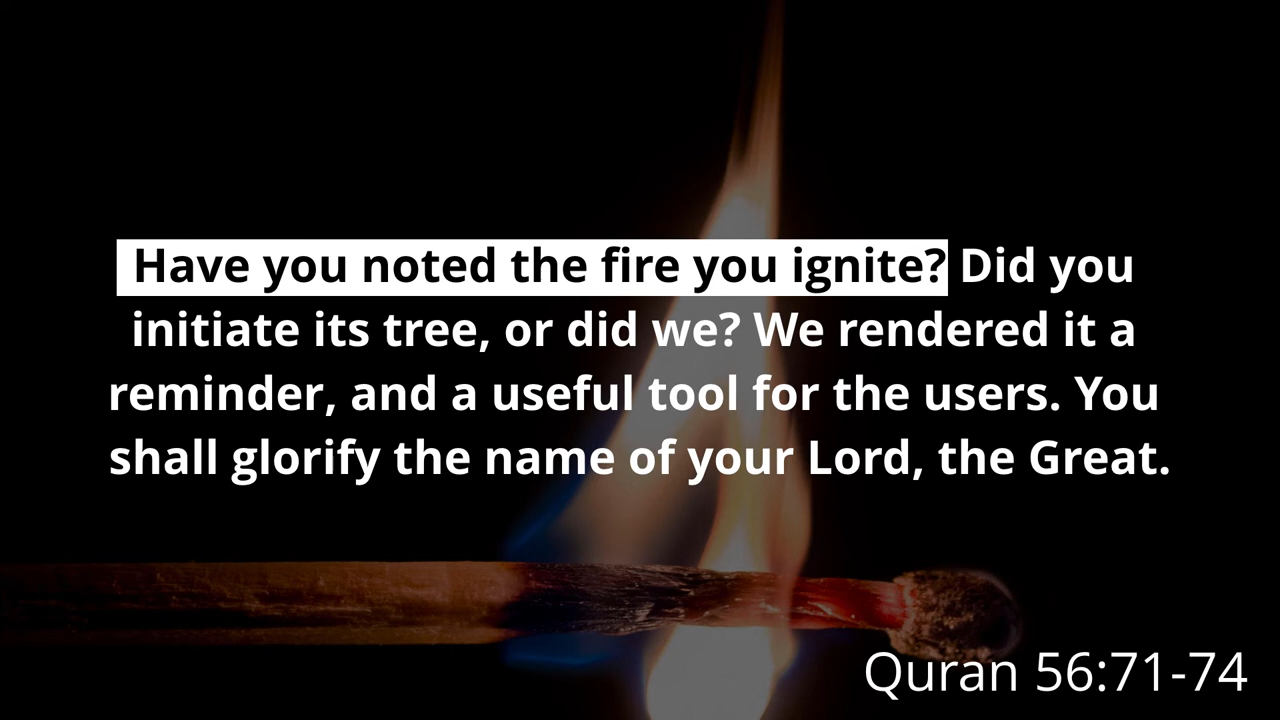 Have you noted the fire you ignite? Did you
initiate its tree, or did we? We rendered it a
reminder, and a useful tool for the users. You
shall glorify the name of your Lord, the Great.
Quran 56:71-74